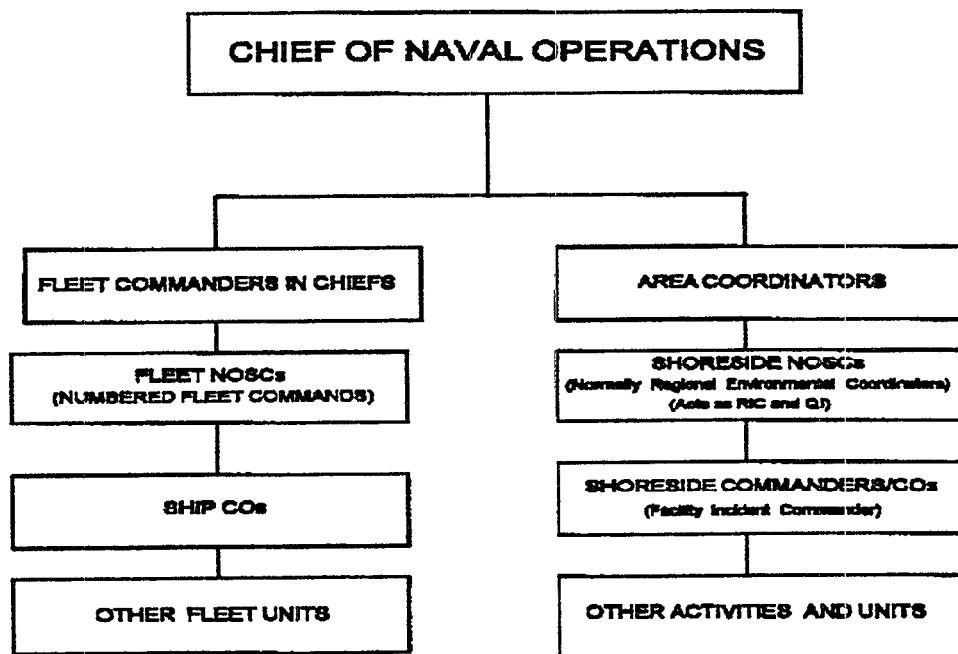 CHIEF OF NAVAL OPERATIONS
FLEET COMMANDERS IN CHIEFS
FLEET NOSCs
(NUMBERED FLEET COMMANDS)
SHIP COs
OTHER FLEET UNITS
AREA COORDINATORS
SHORESIDE NOSCs
(Normally Regional Environmental Coordinators)
(Acts as RIC and QI)
SHORESIDE COMMANDERS/COs
(Facility Incident Commander)
OTHER ACTIVITIES AND UNITS